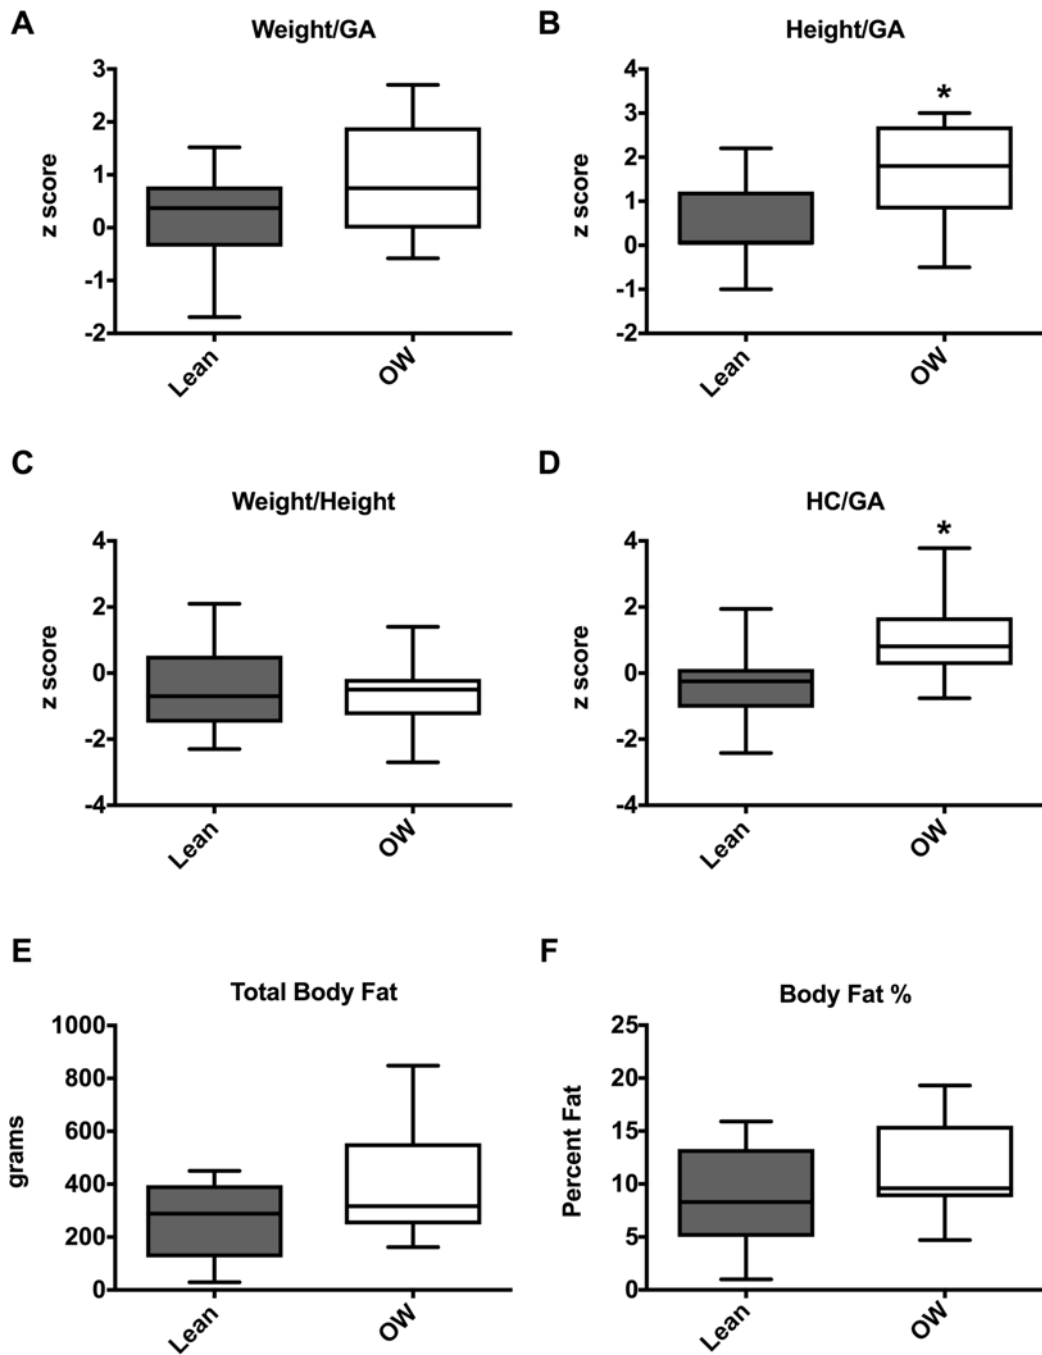 A
Weight/GA
z score
3
2
1
0
-1
-2
Lean
OW
B
Height/GA
*
z score
4
3
2
1
0
-1
-2
Lean
OW
C
Weight/Height
z score
4
2
0
-2
-4
Lean
OW
D
HC/GA
*
z score
4
2
0
-2
-4
Lean
OW
E
Total Body Fat
grams
1000
800
600
400
200
0
Lean
OW
F
Body Fat %
Percent Fat
25
20
15
10
5
0
Lean
OW